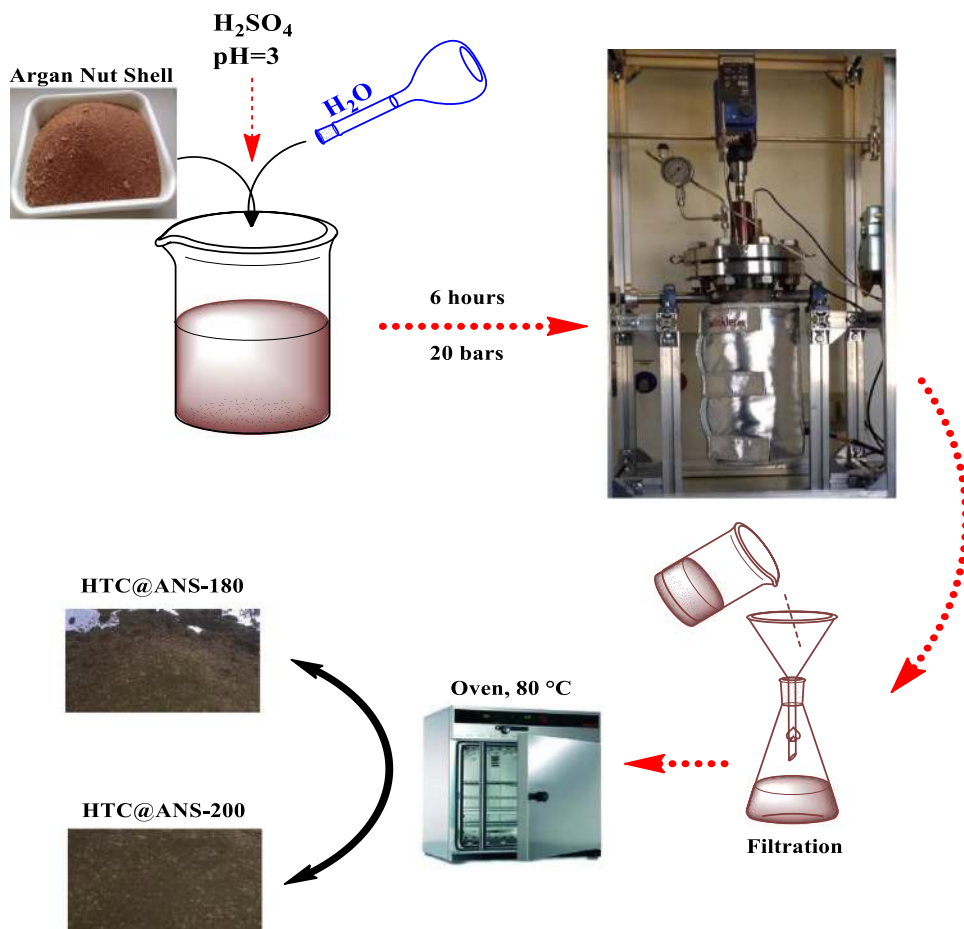 H₂SO₄
pH=3
Argan Nut Shell
H₂O
6 hours
20 bars
HTC@ANS-180
Oven, 80 °C
HTC@ANS-200
Filtration